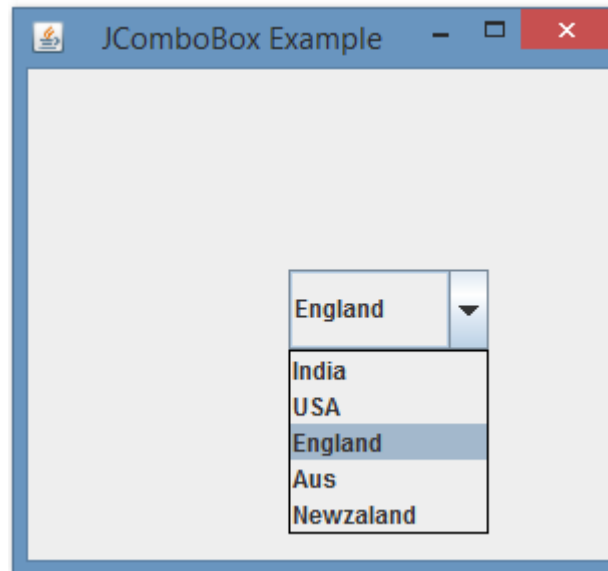 JComboBox Example
England
India
USA
England
Aus
Newzaland